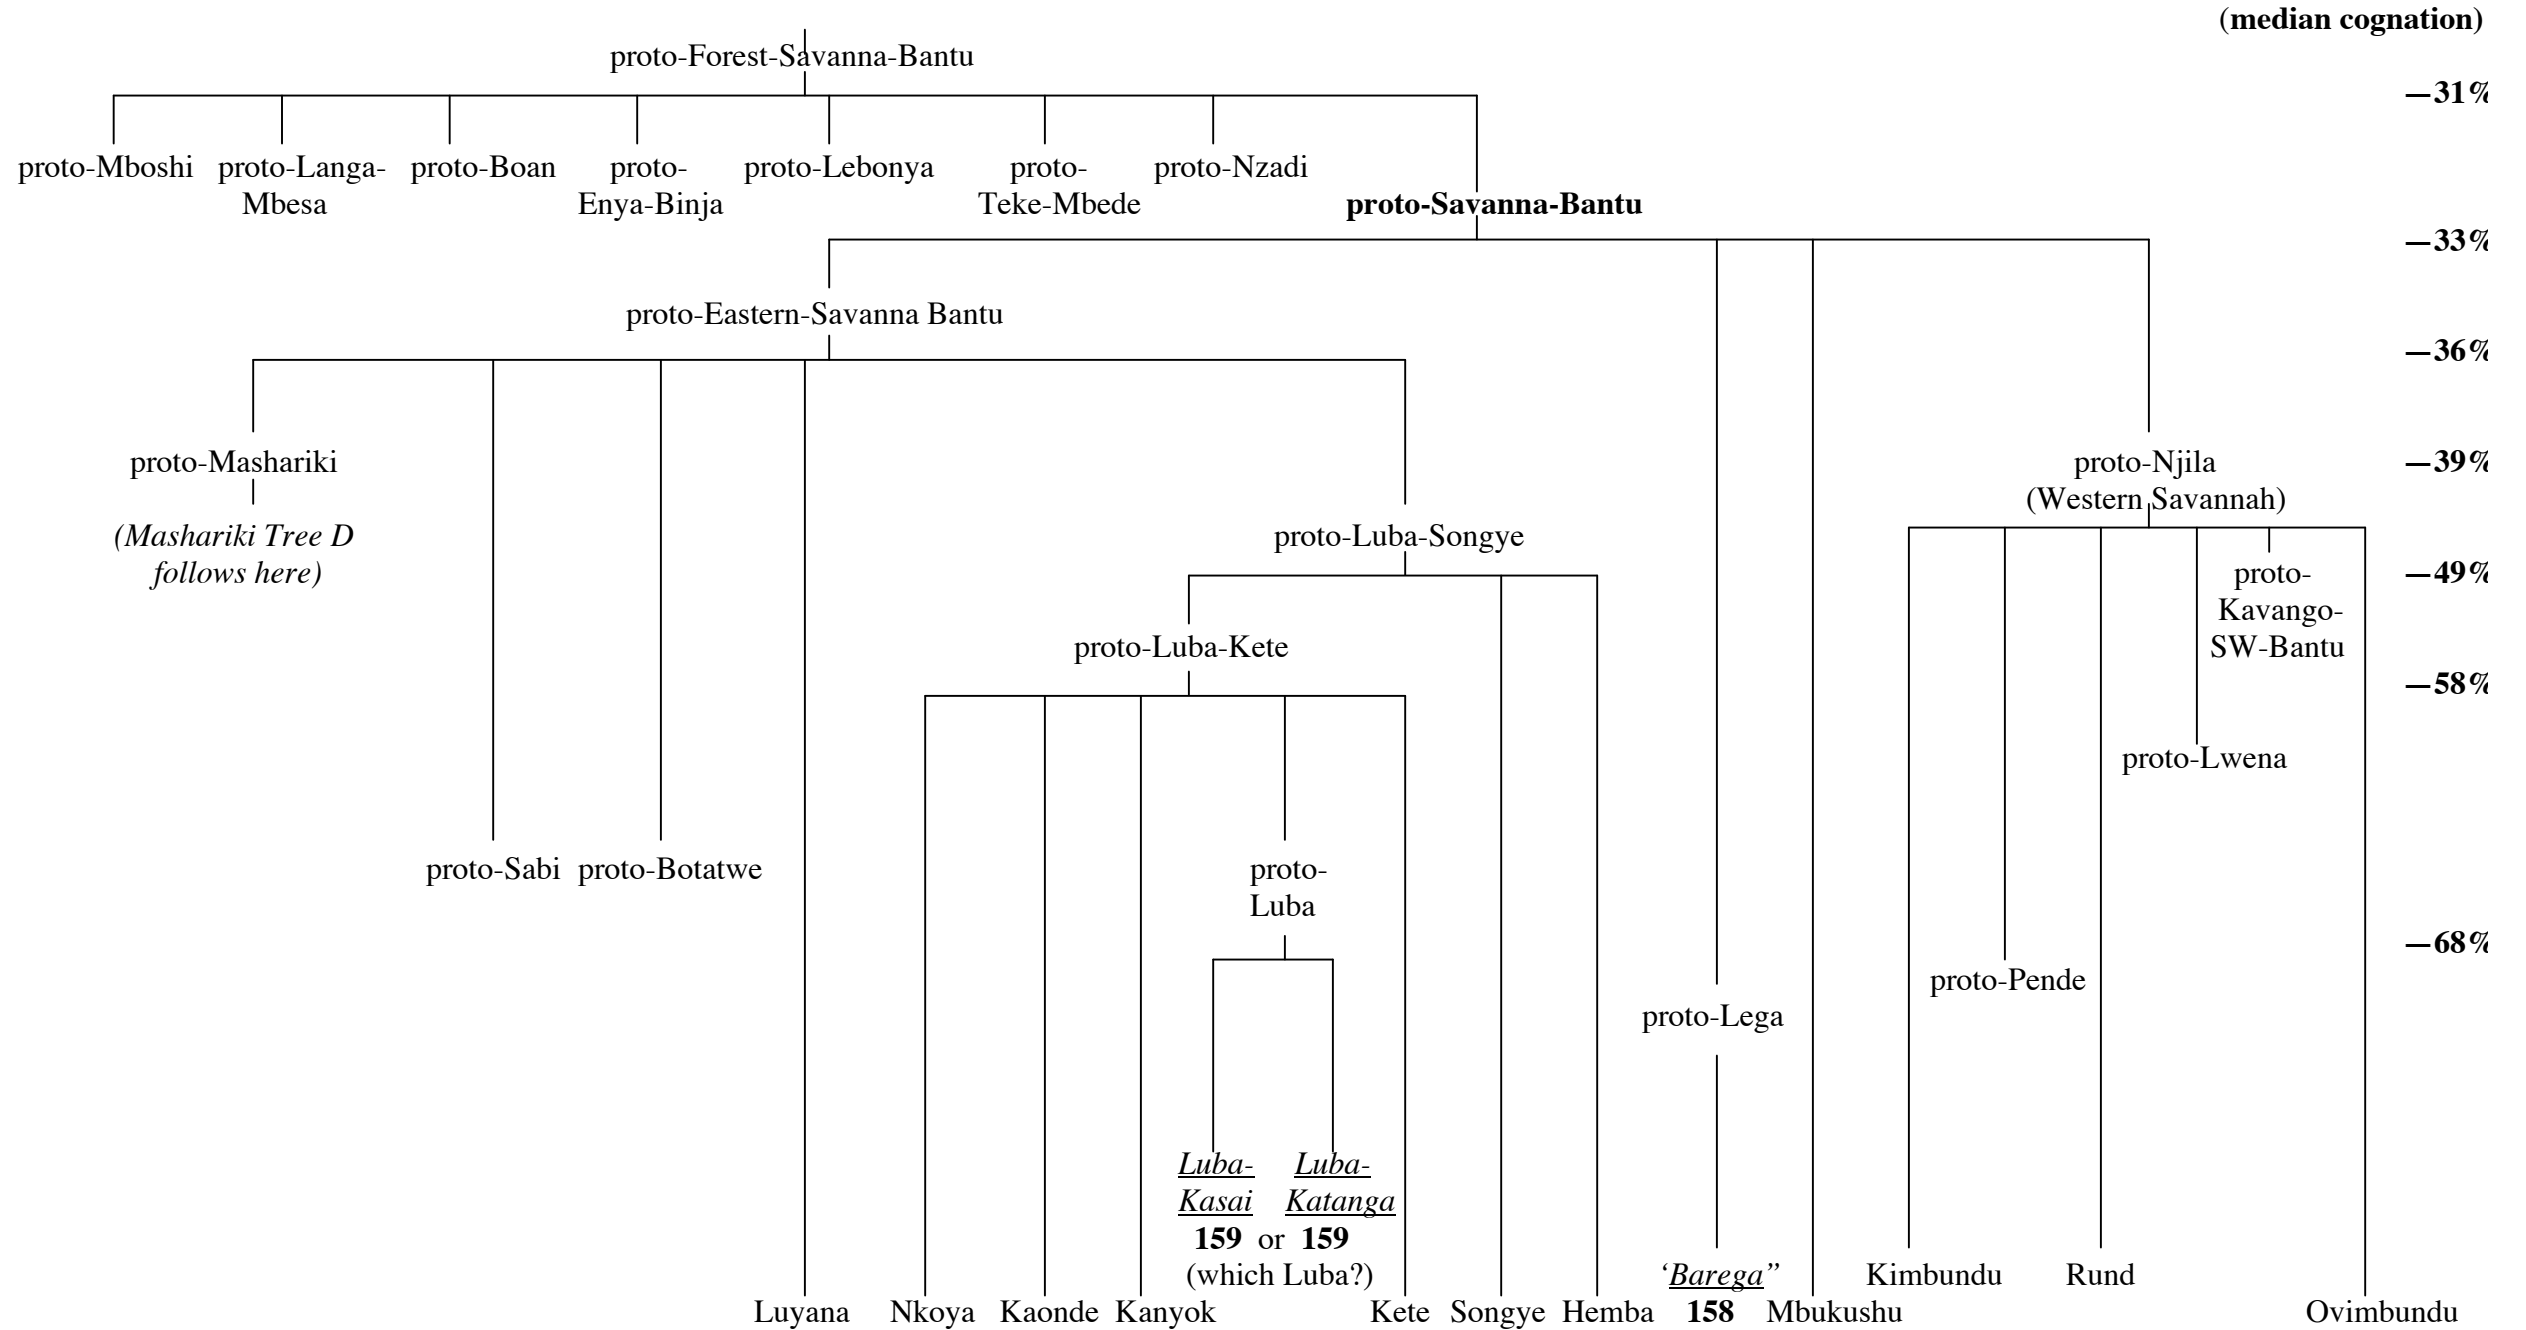 (median cognation)
proto-Forest-Savanna-Bantu
—31%
proto-Mboshi proto-Langa- proto-Boan proto- proto-Lebonya proto- proto-Nzadi
Mbesa Enya-Binja Teke-Mbede proto-Savanna-Bantu
—33%
proto-Eastern-Savanna Bantu
—36%
proto-Mashariki proto-Njila —39%
(Western Savannah)
(Mashariki Tree D proto-Luba-Songye
follows here) proto- —49%
Kavango-
proto-Luba-Kete SW-Bantu
—58%
proto-Lwena
proto-Sabi proto-Botatwe proto-
Luba
—68%
proto-Pende
proto-Lega
Luba- Luba-
Kasai Katanga
159 or 159
(which Luba?) ‘Barega” Kimbundu Rund
Luyana Nkoya Kaonde Kanyok Kete Songye Hemba 158 Mbukushu Ovimbundu